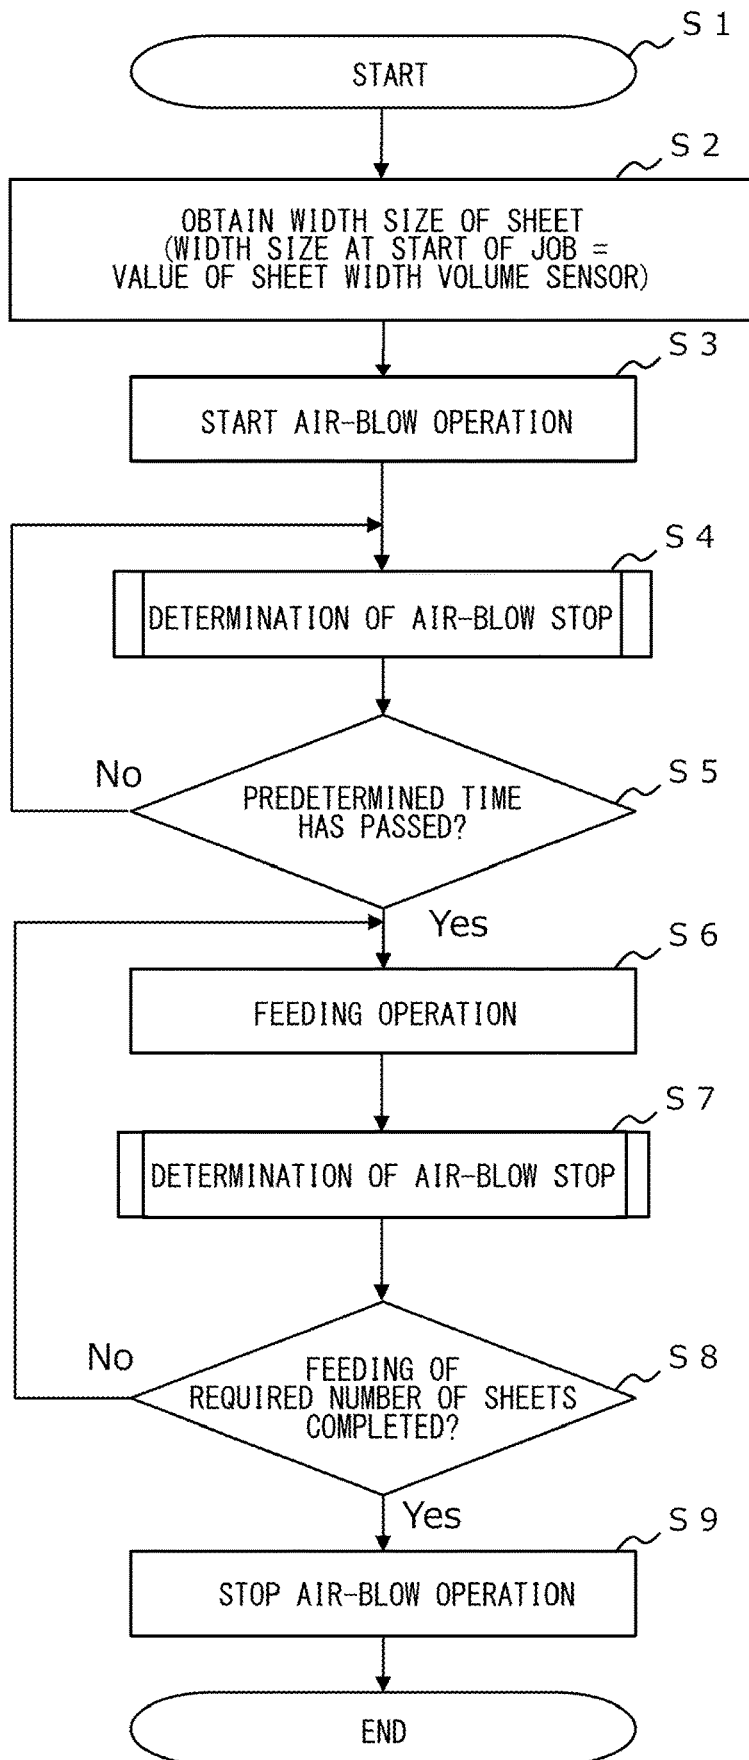 S 1
START
S 2
OBTAIN WIDTH SIZE OF SHEET
(WIDTH SIZE AT START OF JOB =
VALUE OF SHEET WIDTH VOLUME SENSOR)
S 3
START AIR-BLOW OPERATION
S 4
DETERMINATION OF AIR-BLOW STOP
No
S 5
PREDETERMINED TIME
HAS PASSED?
Yes
S 6
FEEDING OPERATION
S 7
DETERMINATION OF AIR-BLOW STOP
No
S 8
FEEDING OF
REQUIRED NUMBER OF SHEETS
COMPLETED?
Yes
S 9
STOP AIR-BLOW OPERATION
END